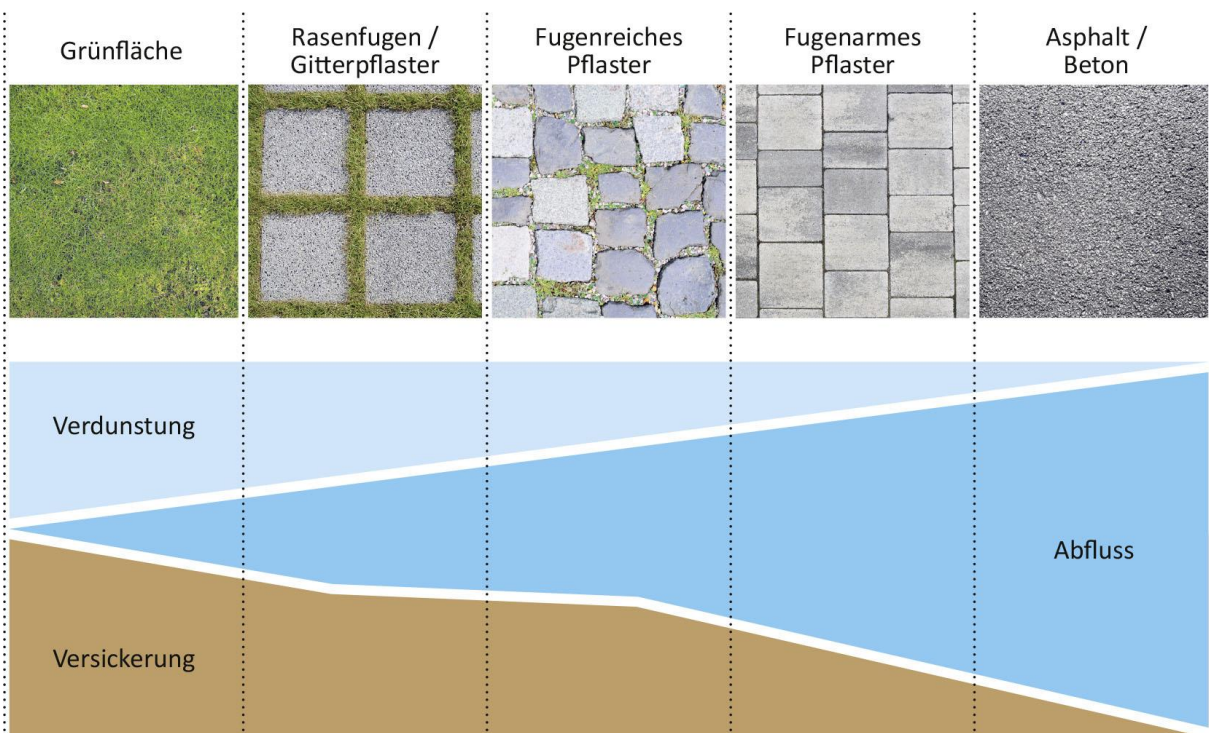 Grünfläche
Rasenfugen /
Gitterpflaster
Fugenreiches
Pflaster
Fugenarmes
Pflaster
Asphalt /
Beton
Verdunstung
Abfluss
Versickerung